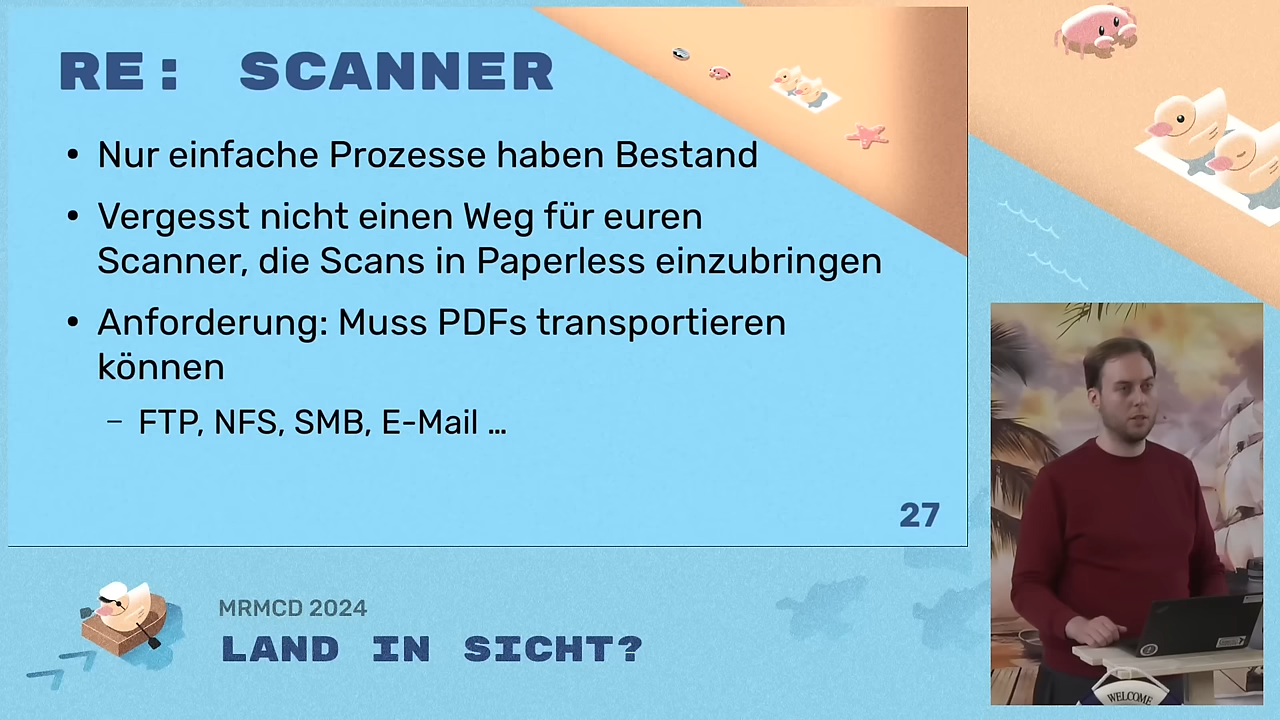 RE: SCANNER
• Nur einfache Prozesse haben Bestand
• Vergesst nicht einen Weg für euren
Scanner, die Scans in Paperless einzubringen
• Anforderung: Muss PDFs transportieren
können
– FTP, NFS, SMB, E-Mail …
27
MRMCD 2024
LAND IN SICHT?
WELCOME